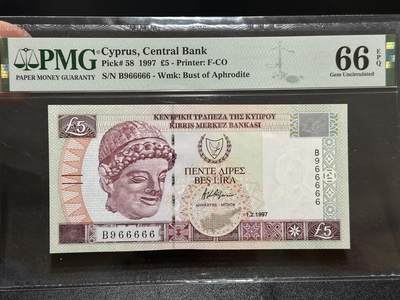 PMG
PAPER MONEY GUARANTY
Cyprus, Central Bank
Pick# 58 1997 £5 - Printer: F-CO
S/N B966666 - Wmk: Bust of Aphrodite
66 EPQ
Gem Uncirculated
£5
ΚΕΝΤΡΙΚΗ ΤΡΑΠΕΖΑ ΤΗΣ ΚΥΠΡΟΥ
KIBRIS MERKEZ BANKASI
ΠΕΝΤΕ ΛΙΡΕΣ
BEŞ LİRA
1.2.1997
B966666
B966666
£5